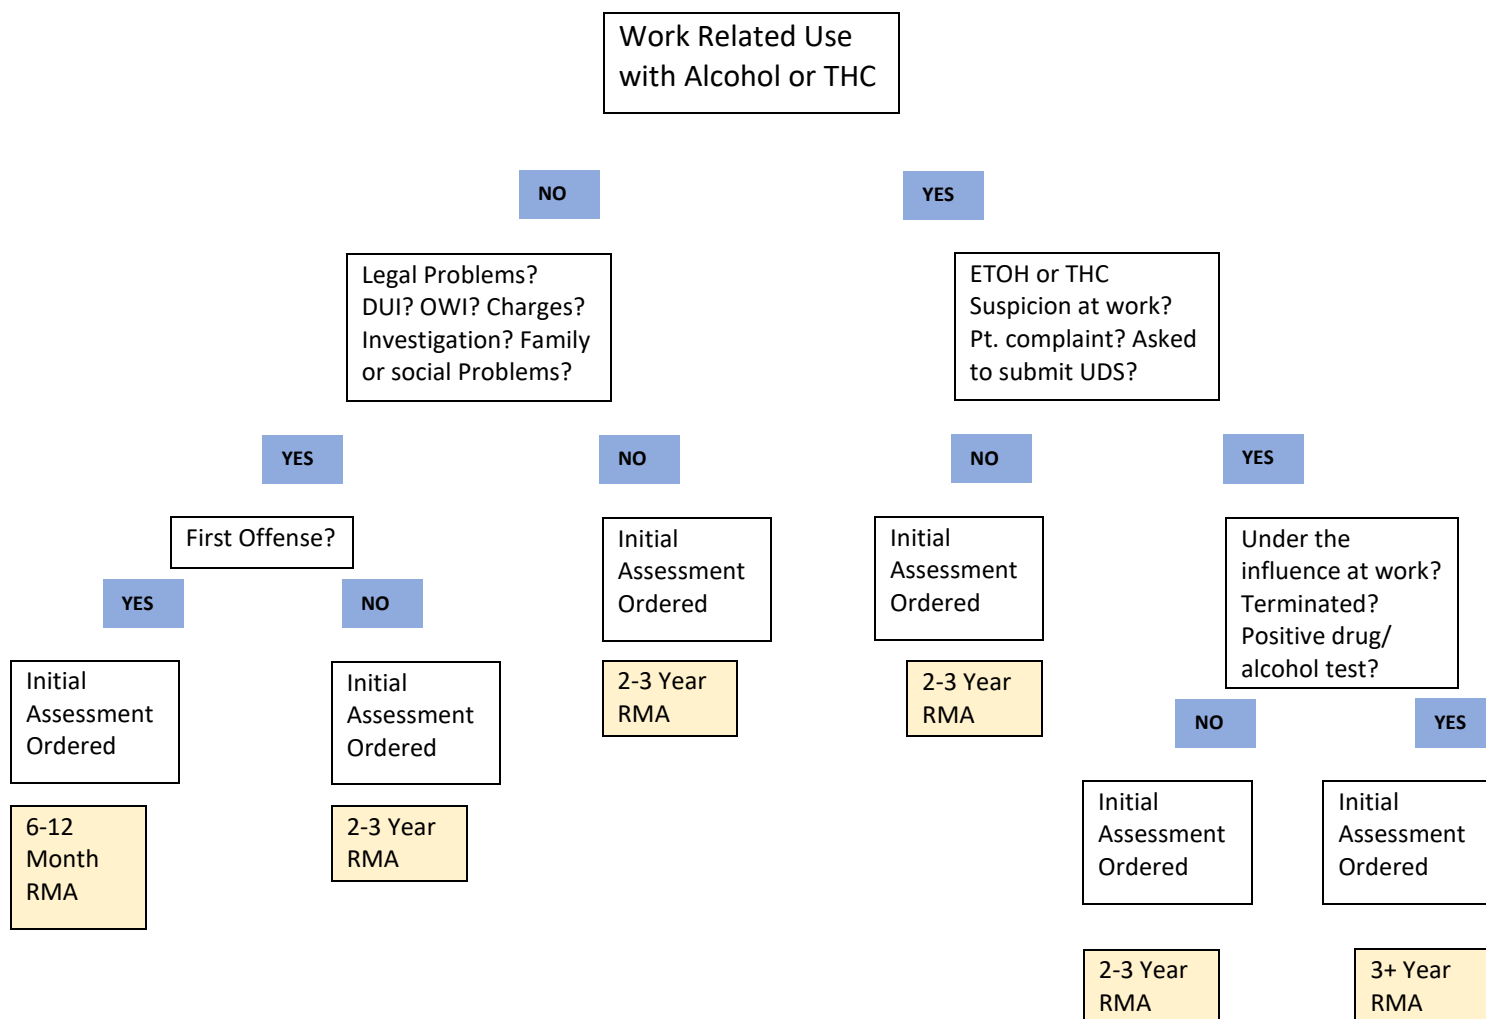 Work Related Use
with Alcohol or THC
NO
YES
Legal Problems?
DUI? OWI? Charges?
Investigation? Family
or social Problems?
ETOH or THC
Suspicion at work?
Pt. complaint? Asked
to submit UDS?
YES
NO
NO
YES
First Offense?
Initial
Assessment
Ordered
Initial
Assessment
Ordered
Under the
influence at work?
Terminated?
Positive drug/
alcohol test?
YES
NO
Initial
Assessment
Ordered
Initial
Assessment
Ordered
2-3 Year
RMA
2-3 Year
RMA
NO
YES
6-12
Month
RMA
2-3 Year
RMA
Initial
Assessment
Ordered
Initial
Assessment
Ordered
2-3 Year
RMA
3+ Year
RMA